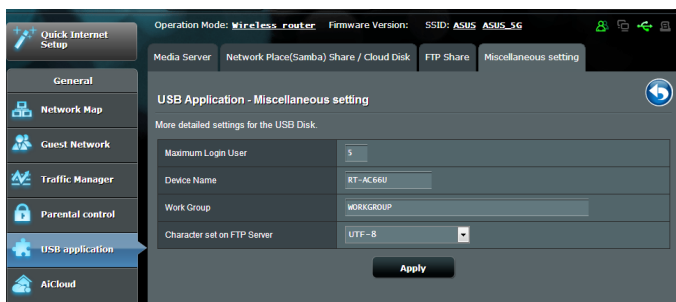 Quick Internet
Setup
Operation Mode: Wireless router Firmware Version: SSID: ASUS ASUS_5G
Media Server Network Place(Samba) Share / Cloud Disk FTP Share Miscellaneous setting
General
Network Map
Guest Network
Traffic Manager
Parental control
USB application
AiCloud
USB Application - Miscellaneous setting
More detailed settings for the USB Disk.
Maximum Login User 5
Device Name RT-AC66U
Work Group WORKGROUP
Character set on FTP Server UTF-8
Apply